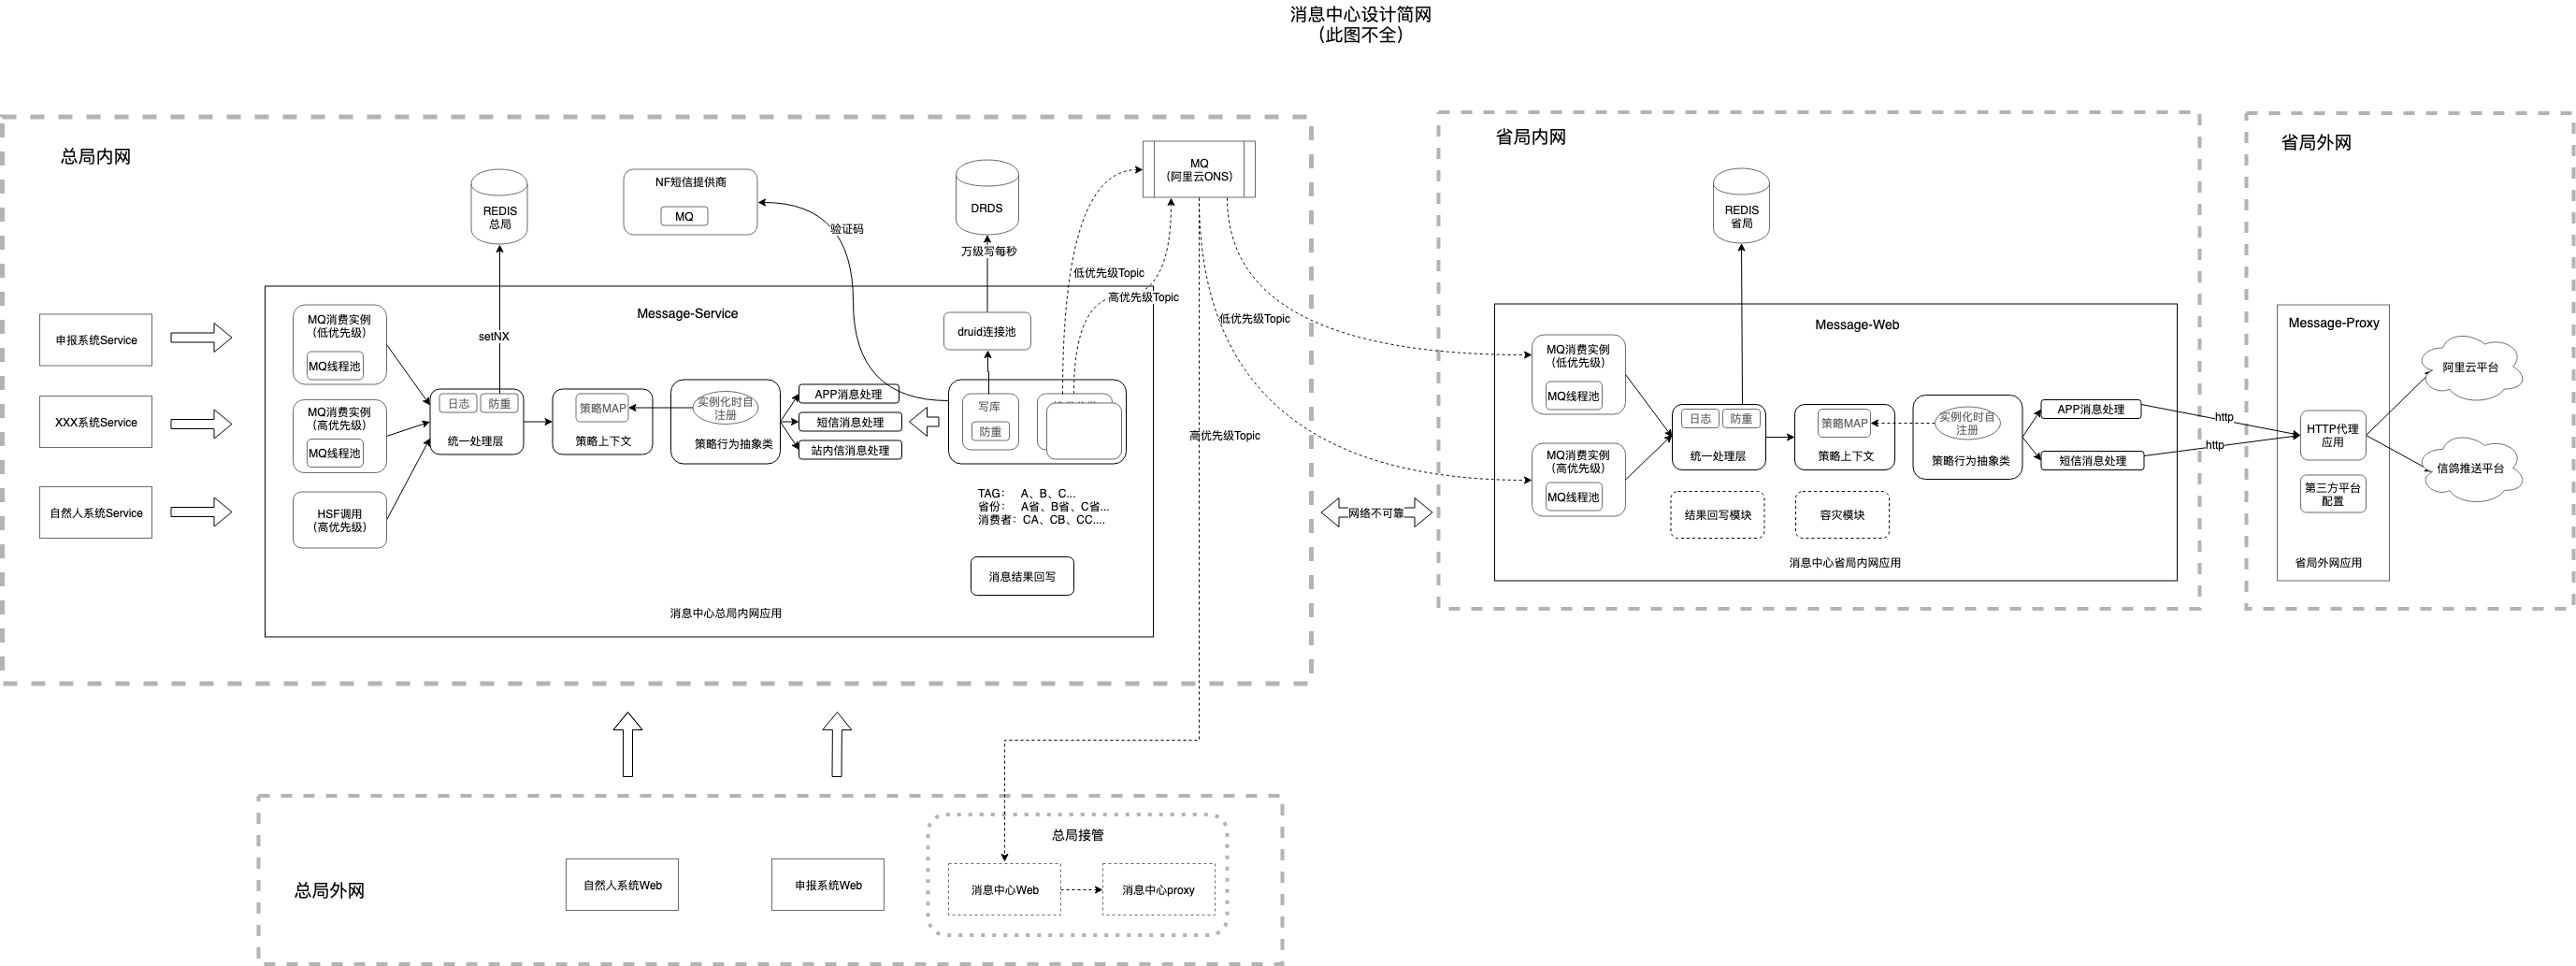 消息中心设计简网
（此图不全）
总局内网
申报系统Service
XXX系统Service
自然人系统Service
REDIS
总局
NF短信提供商
MQ
验证码
DRDS
万级写每秒
MQ
（阿里云ONS）
低优先级Topic
高优先级Topic
低优先级Topic
高优先级Topic
Message-Service
MQ消费实例
（低优先级）
MQ线程池
MQ消费实例
（高优先级）
MQ线程池
HSF调用
（高优先级）
setNX
日志
防重
统一处理层
策略MAP
策略上下文
实例化时自
注册
策略行为抽象类
APP消息处理
短信消息处理
站内信消息处理
druid连接池
写库
防重
TAG： A、B、C...
省份： A省、B省、C省...
消费者：CA、CB、CC....
消息结果回写
消息中心总局内网应用
网络不可靠
省局内网
REDIS
省局
Message-Web
MQ消费实例
（低优先级）
MQ线程池
MQ消费实例
（高优先级）
MQ线程池
日志
防重
统一处理层
策略MAP
策略上下文
实例化时自
注册
策略行为抽象类
APP消息处理
短信消息处理
结果回写模块
容灾模块
消息中心省局内网应用
http
http
省局外网
Message-Proxy
HTTP代理
应用
第三方平台
配置
省局外网应用
阿里云平台
信鸽推送平台
总局外网
自然人系统Web
申报系统Web
总局接管
消息中心Web
消息中心proxy